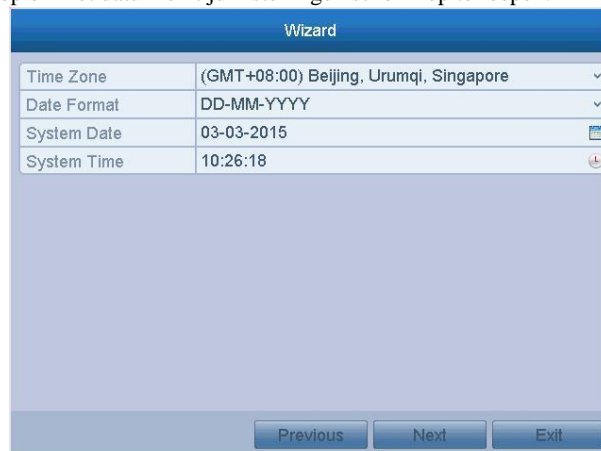 Wizard
Time Zone (GMT+08:00) Beijing, Urumqi, Singapore
Date Format DD-MM-YYYY
System Date 03-03-2015
System Time 10:26:18
Previous Next Exit